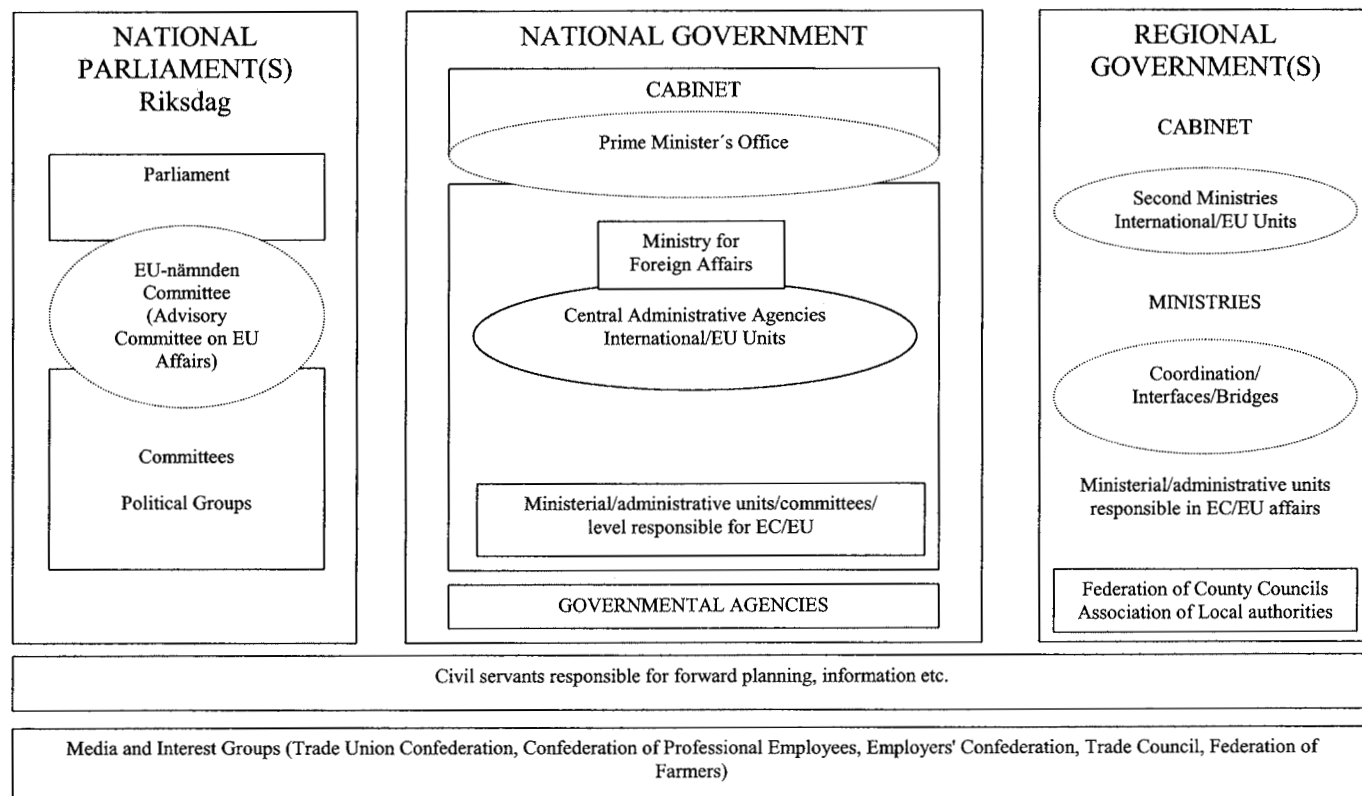 NATIONAL
PARLIAMENT(S)
Riksdag
Parliament
EU-nämnden
Committee
(Advisory
Committee on EU
Affairs)
Committees
Political Groups
NATIONAL GOVERNMENT
CABINET
Prime Minister´s Office
Ministry for
Foreign Affairs
Central Administrative Agencies
International/EU Units
Ministerial/administrative units/committees/
level responsible for EC/EU
GOVERNMENTAL AGENCIES
REGIONAL
GOVERNMENT(S)
CABINET
Second Ministries
International/EU Units
MINISTRIES
Coordination/
Interfaces/Bridges
Ministerial/administrative units
responsible in EC/EU affairs
Federation of County Councils
Association of Local authorities
Civil servants responsible for forward planning, information etc.
Media and Interest Groups (Trade Union Confederation, Confederation of Professional Employees, Employers' Confederation, Trade Council, Federation of
Farmers)